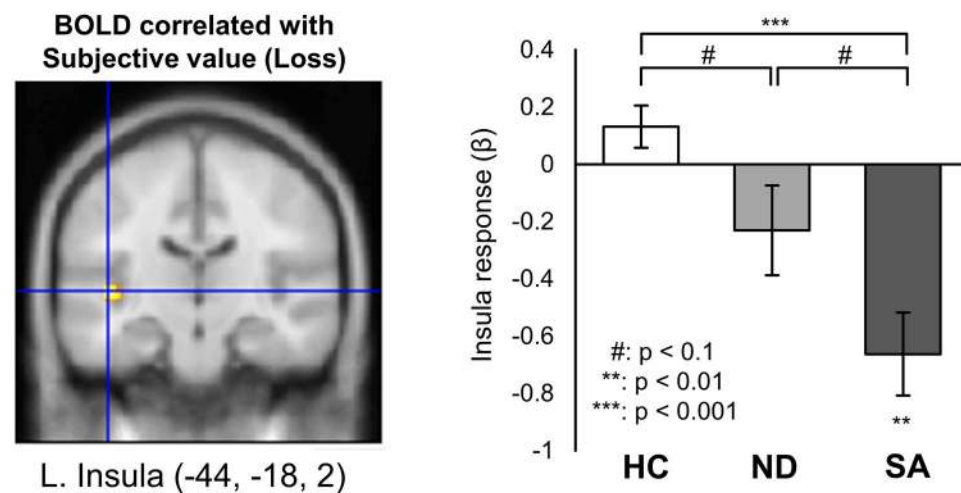 BOLD correlated with
Subjective value (Loss)
L. Insula (-44, -18, 2)
***
# #
Insula response (β)
0.4
0.2
0
-0.2
-0.4
-0.6
-0.8
-1
#: p < 0.1
**: p < 0.01
***: p < 0.001
**
HC ND SA